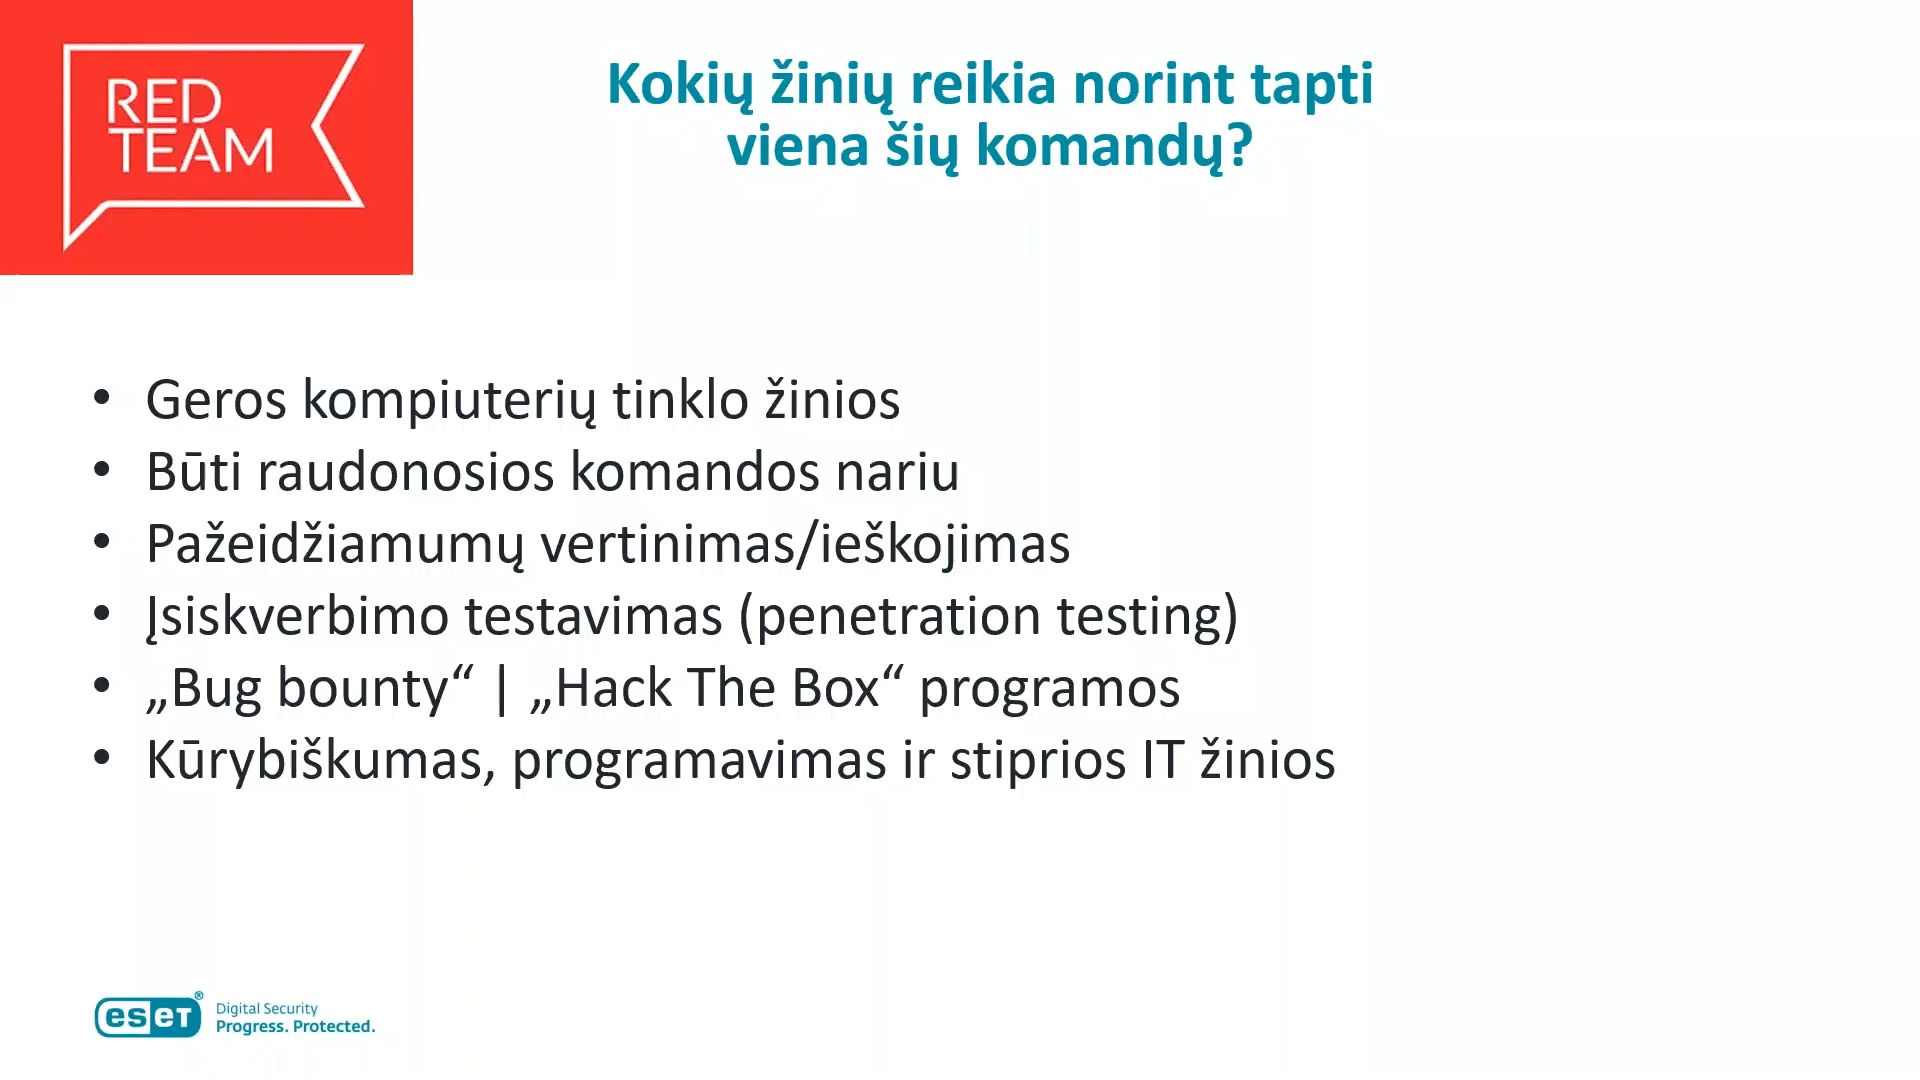 RED
TEAM
Kokių žinių reikia norint tapti
viena šių komandų?
• Geros kompiuterių tinklo žinios
• Būti raudonosios komandos nariu
• Pažeidžiamumų vertinimas/ieškojimas
• Įsiskverbimo testavimas (penetration testing)
• „Bug bounty“ | „Hack The Box“ programos
• Kūrybiškumas, programavimas ir stiprios IT žinios
eset® Digital Security
Progress. Protected.